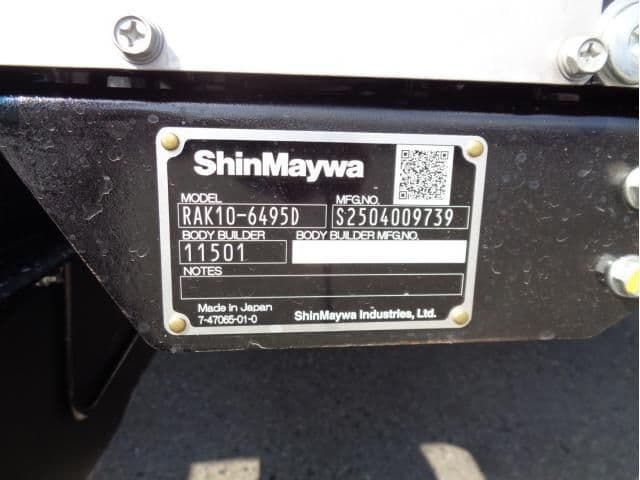 ShinMaywa
MODEL MFG.NO.
RAK10-6495D S2504009739
BODY BUILDER BODY BUILDER MFG.NO.
11501
NOTES
Made in Japan
7-47065-01-0 ShinMaywa Industries, Ltd.